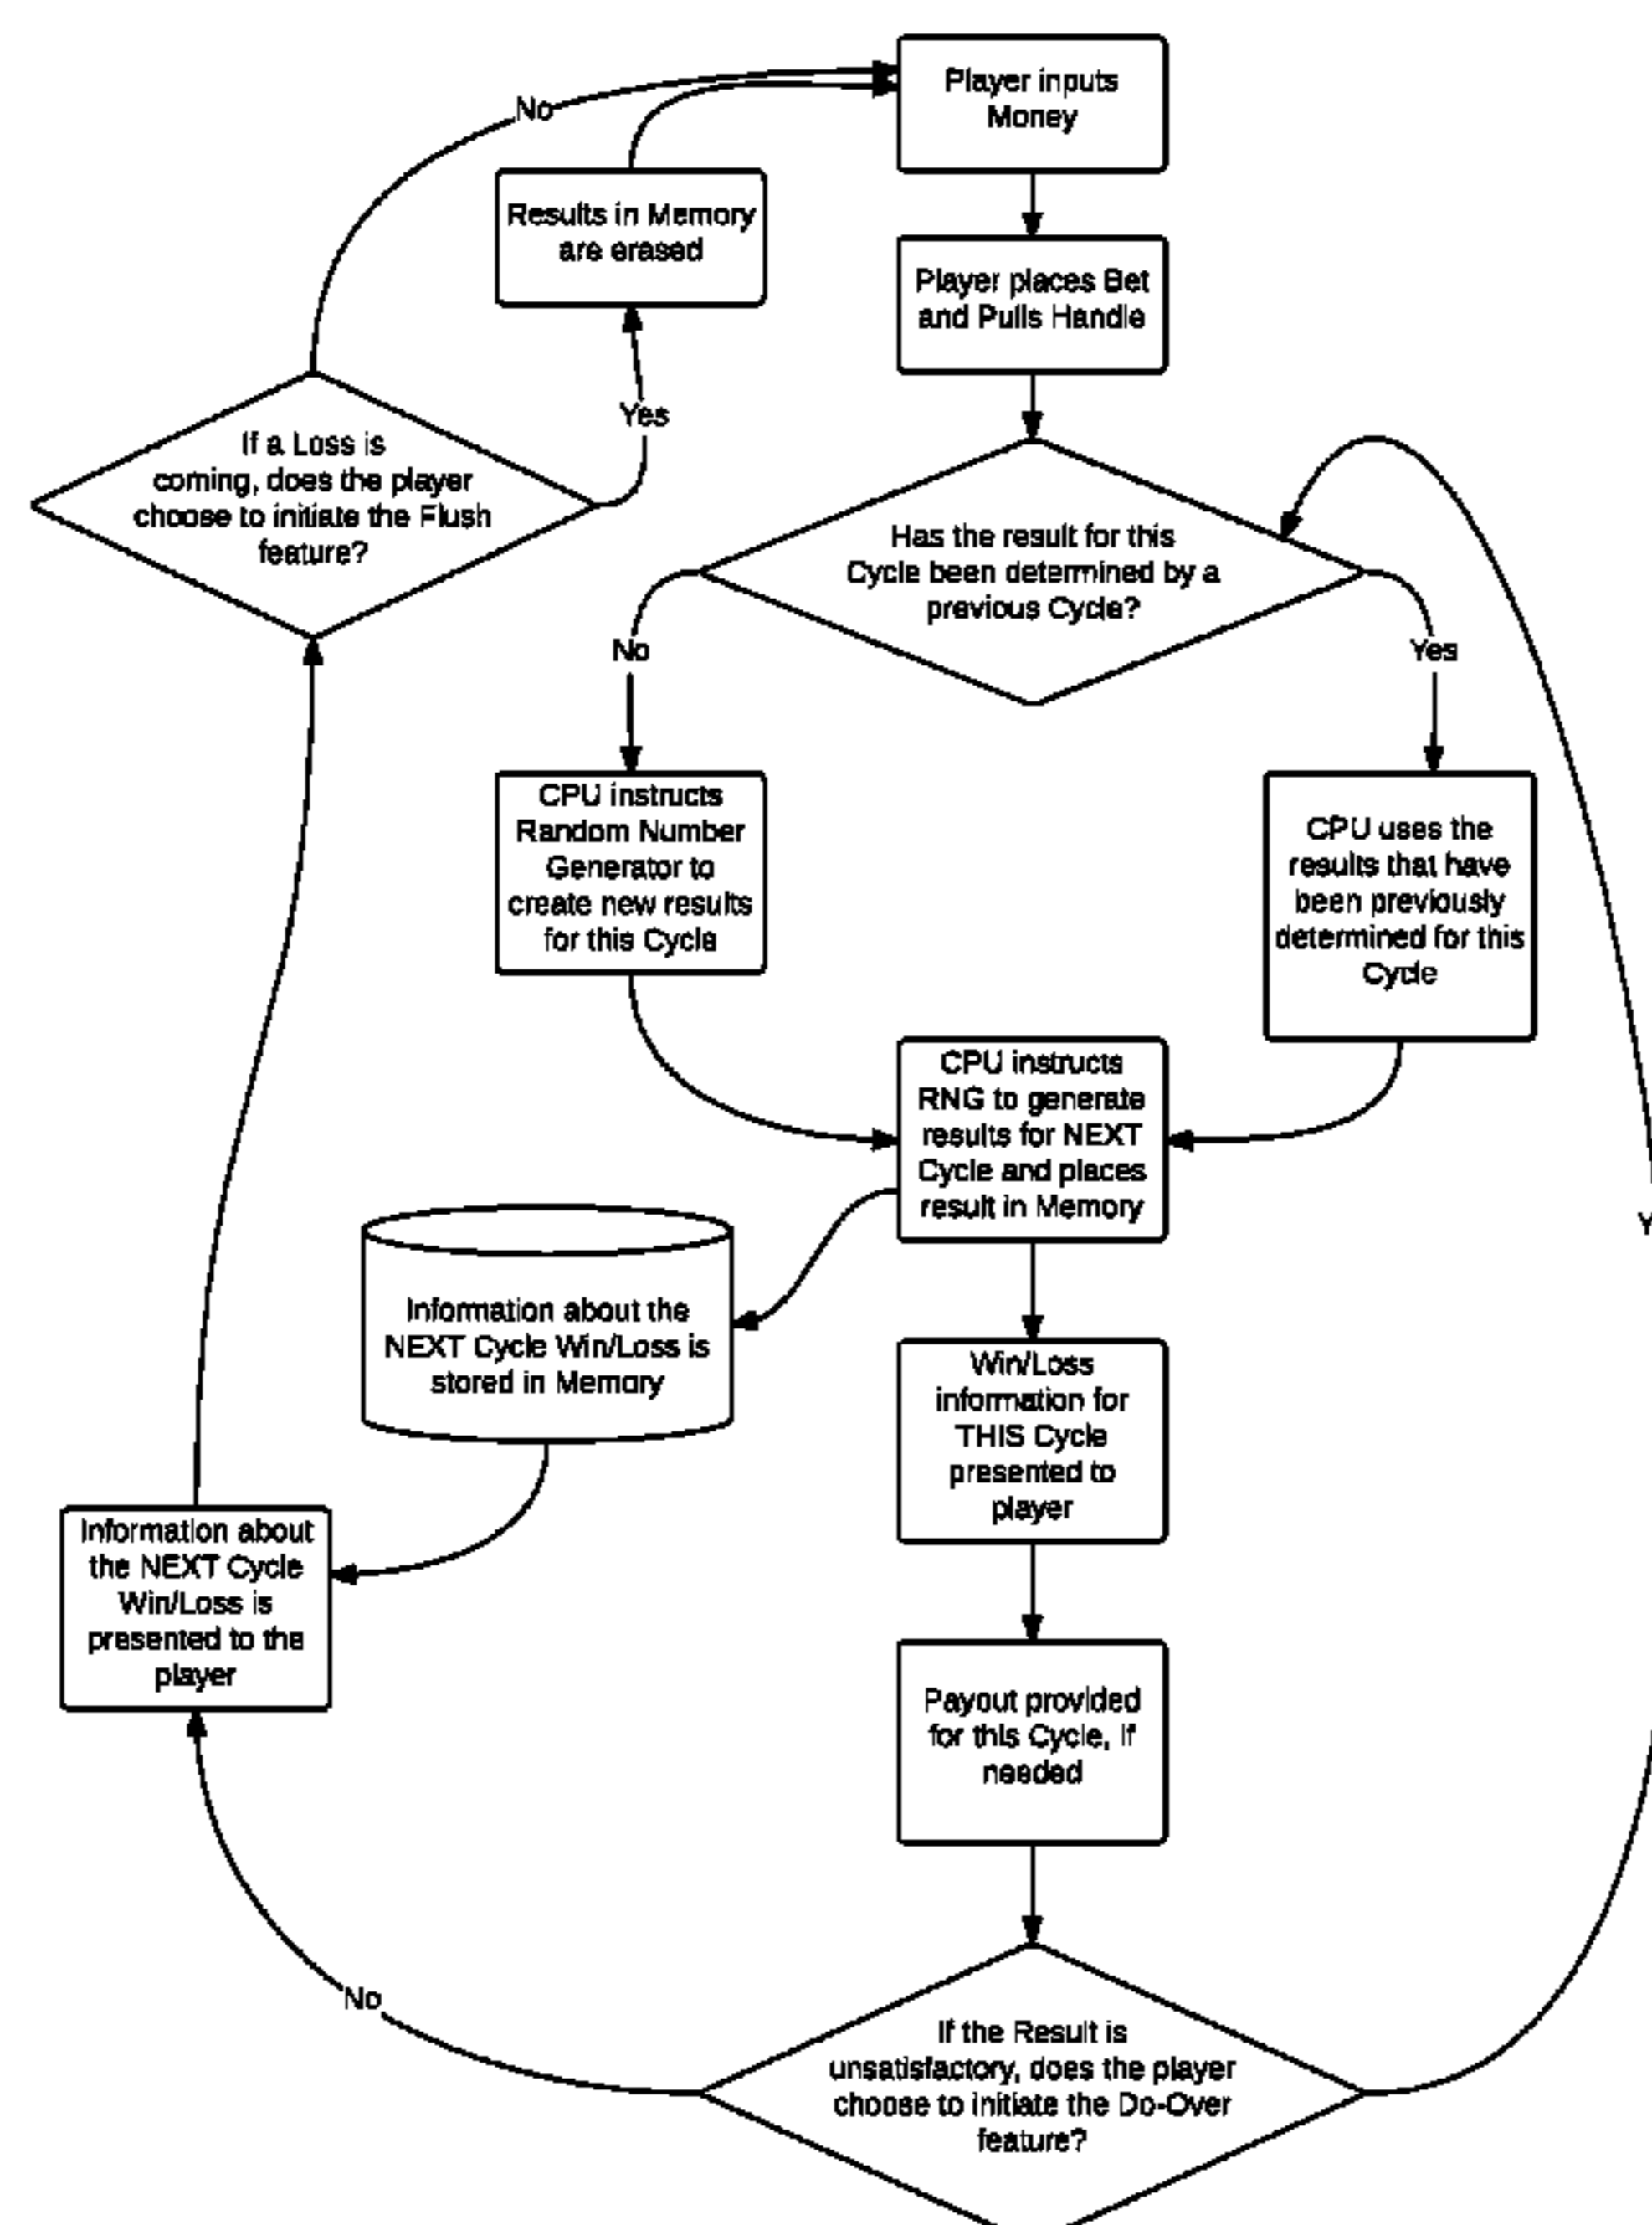 Player inputs
Money
No
Results in Memory
are erased
Player places Bet
and Pulls Handle
Yes
If a Loss is
coming, does the player
choose to initiate the Flush
feature?
Has the result for this
Cycle been determined by a
previous Cycle?
No
Yes
CPU instructs
Random Number
Generator to
create new results
for this Cycle
CPU uses the
results that have
been previously
determined for this
Cycle
CPU instructs
RNG to generate
results for NEXT
Cycle and places
result in Memory
Y
Information about the
NEXT Cycle Win/Loss is
stored in Memory
Win/Loss
information for
THIS Cycle
presented to
player
Information about
the NEXT Cycle
Win/Loss is
presented to the
player
Payout provided
for this Cycle, if
needed
No
If the Result is
unsatisfactory, does the player
choose to initiate the Do-Over
feature?